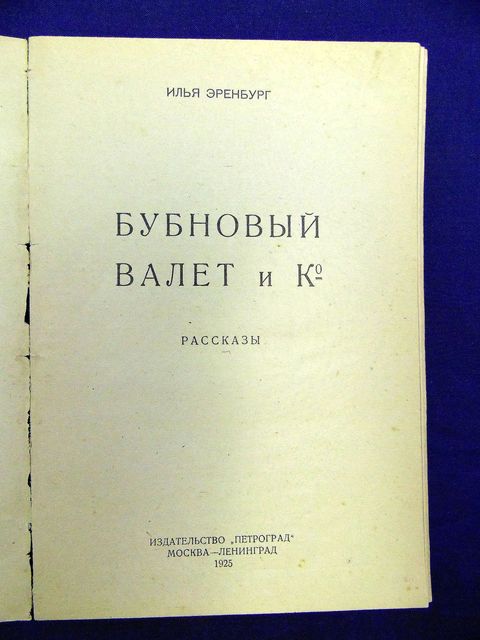 ИЛЬЯ ЭРЕНБУРГ
БУБНОВЫЙ
ВАЛЕТ и Кº
РАССКАЗЫ
ИЗДАТЕЛЬСТВО „ПЕТРОГРАД“
МОСКВА—ЛЕНИНГРАД
1925